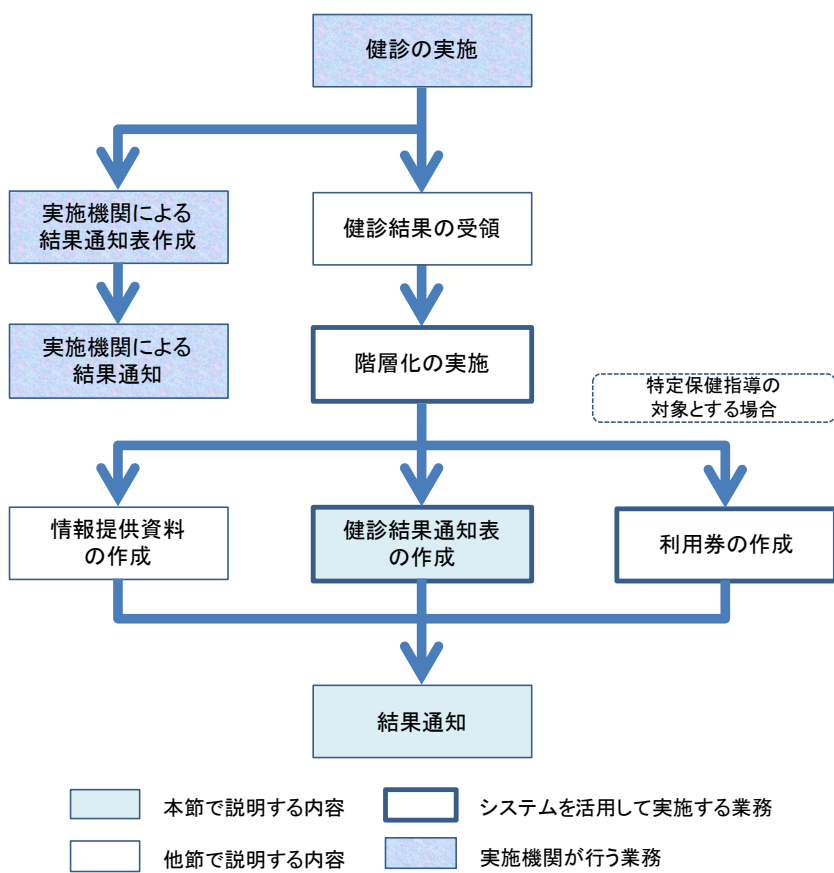 健診の実施
実施機関による
結果通知表作成
健診結果の受領
実施機関による
結果通知
階層化の実施
特定保健指導の
対象とする場合
情報提供資料
の作成
健診結果通知表
の作成
利用券の作成
結果通知
本節で説明する内容
システムを活用して実施する業務
他節で説明する内容
実施機関が行う業務